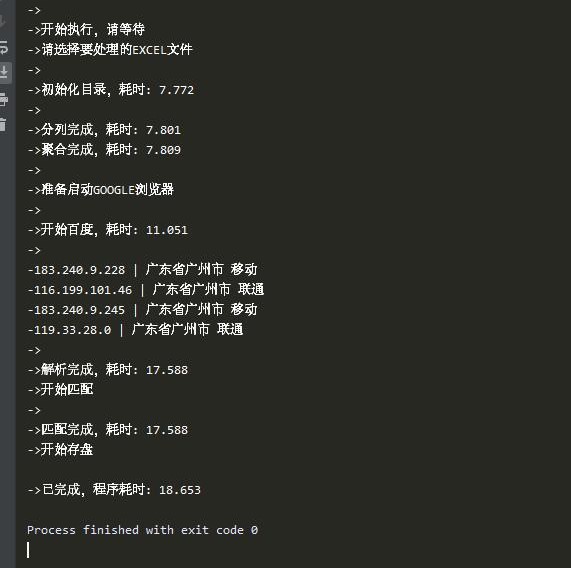 ->
->开始执行，请等待
->请选择要处理的EXCEL文件
->
->初始化目录，耗时：7.772
->
->分列完成，耗时：7.801
->聚合完成，耗时：7.809
->
->准备启动GOOGLE浏览器
->
->开始百度，耗时：11.051
->
-183.240.9.228 | 广东省广州市 移动
-116.199.101.46 | 广东省广州市 联通
-183.240.9.245 | 广东省广州市 移动
-119.33.28.0 | 广东省广州市 联通
->
->解析完成，耗时：17.588
->开始匹配
->
->匹配完成，耗时：17.588
->开始存盘
->已完成，程序耗时：18.653
Process finished with exit code 0